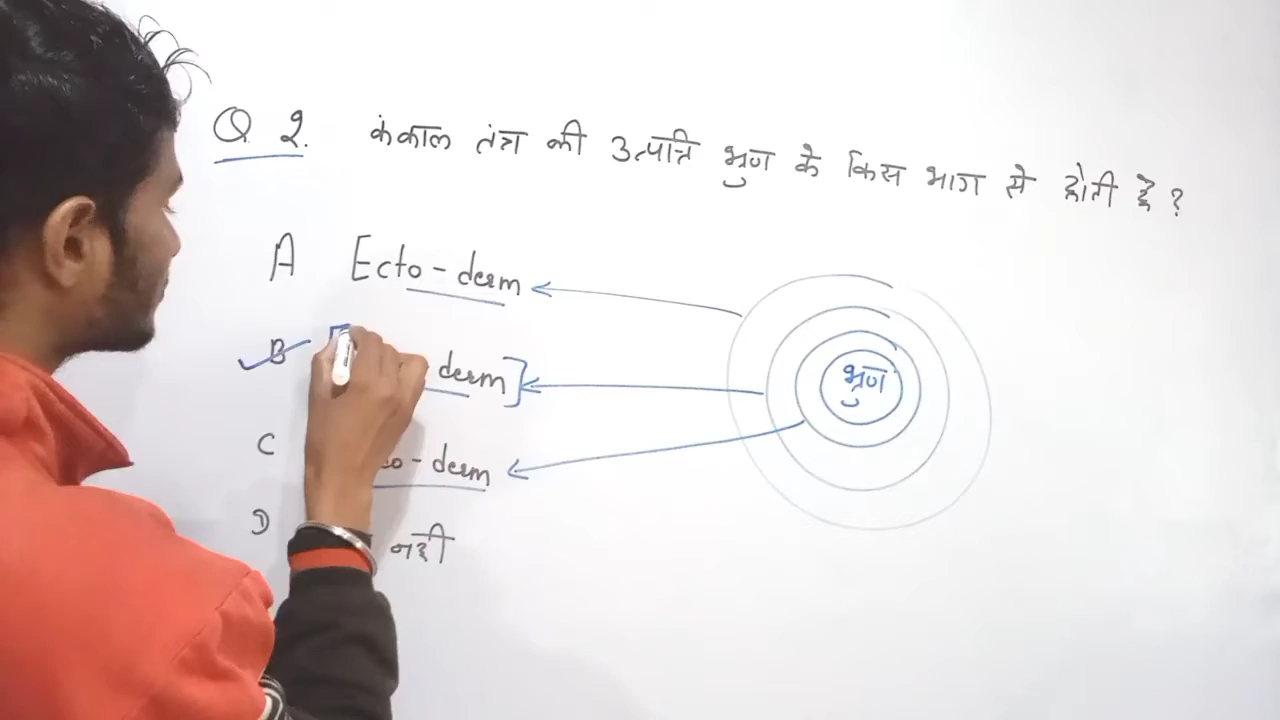 Q 2. कंकाल तंत्र की उत्पत्ति भ्रुण के किस भाग से होती है ?
A Ecto-derm
B derm
भ्रुण
C o-derm
D नही